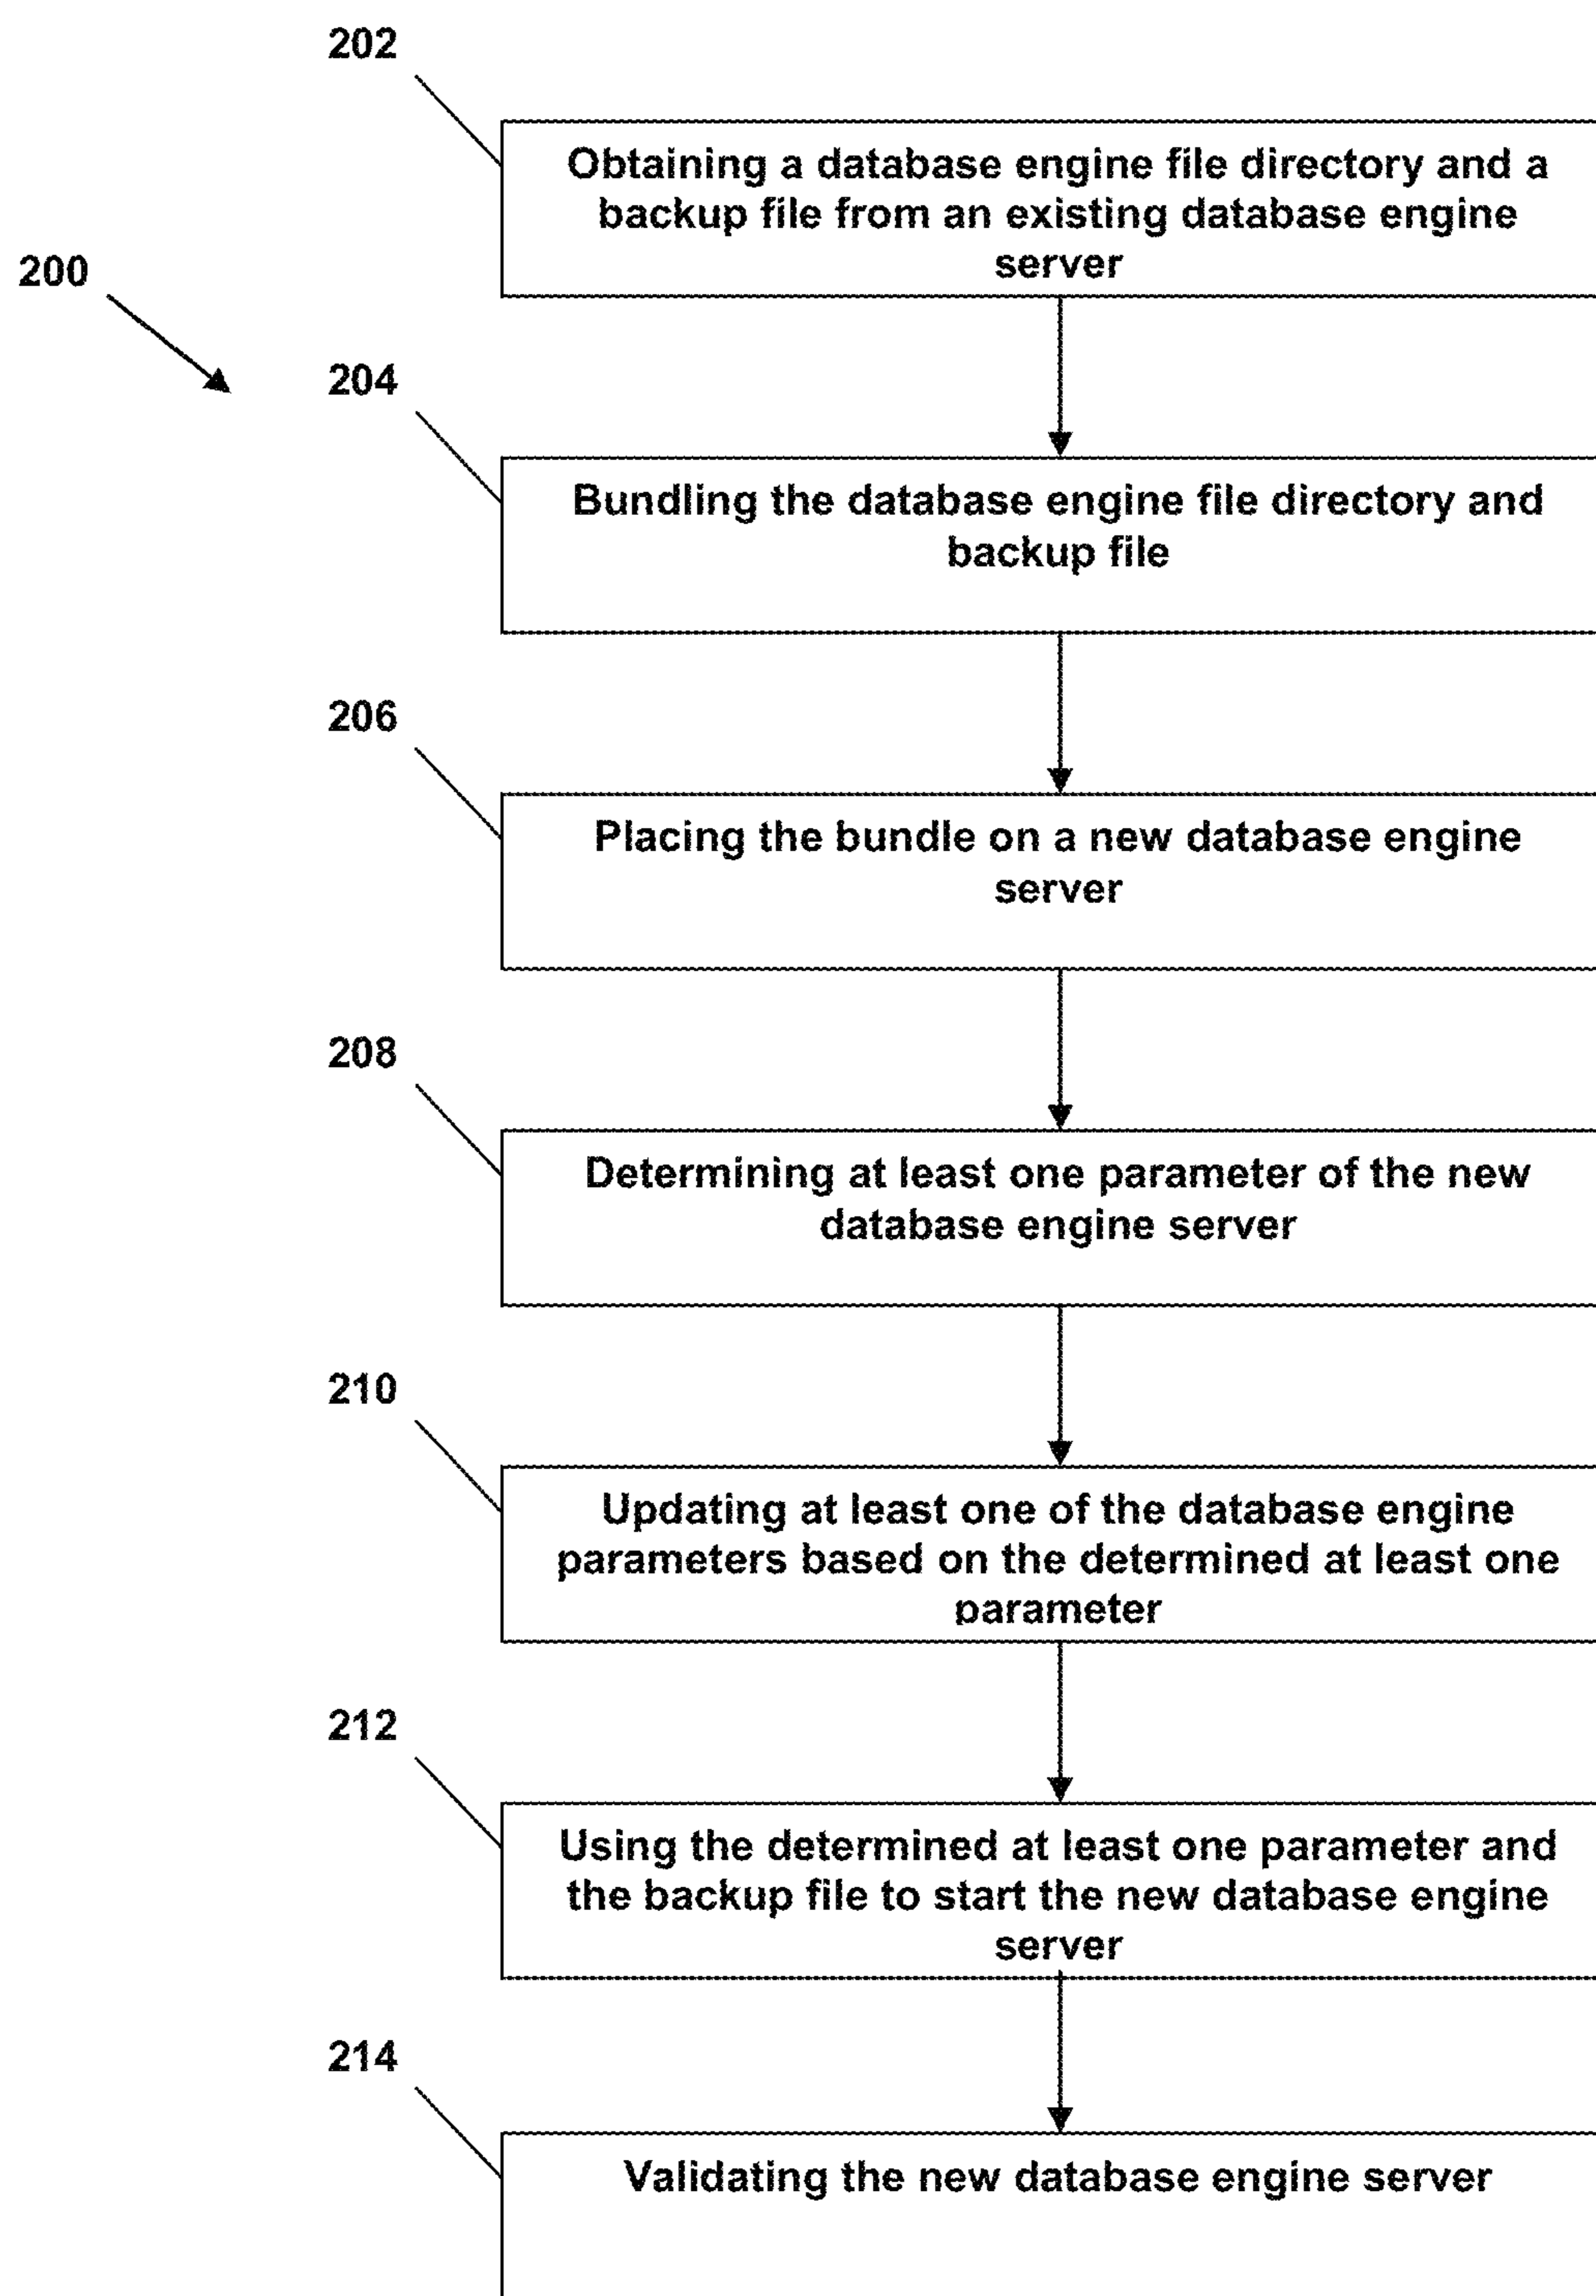 202
Obtaining a database engine file directory and a
backup file from an existing database engine
server
200
204
Bundling the database engine file directory and
backup file
206
Placing the bundle on a new database engine
server
208
Determining at least one parameter of the new
database engine server
210
Updating at least one of the database engine
parameters based on the determined at least one
parameter
212
Using the determined at least one parameter and
the backup file to start the new database engine
server
214
Validating the new database engine server